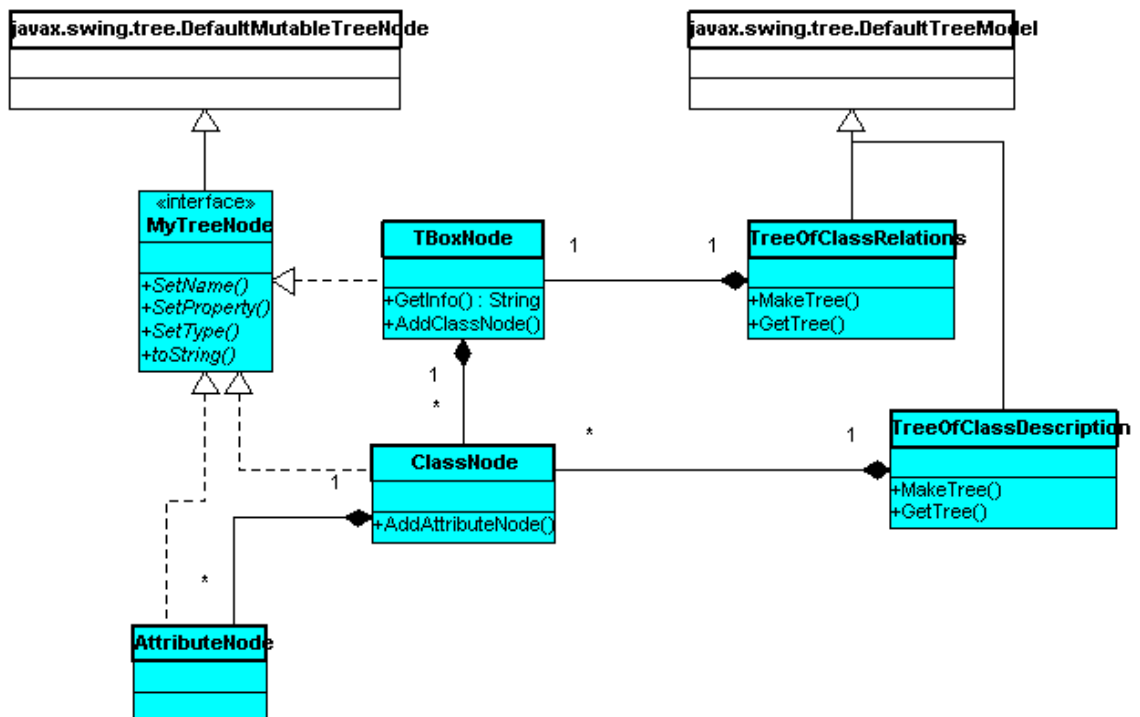 javax.swing.tree.DefaultMutableTreeNode
javax.swing.tree.DefaultTreeModel
«interface»
MyTreeNode
+SetName()
+SetProperty()
+SetType()
+toString()
TBoxNode
+GetInfo() : String
+AddClassNode()
1
1
TreeOfClassRelations
+MakeTree()
+GetTree()
1
*
ClassNode
+AddAttributeNode()
*
1
TreeOfClassDescription
+MakeTree()
+GetTree()
1
*
AttributeNode